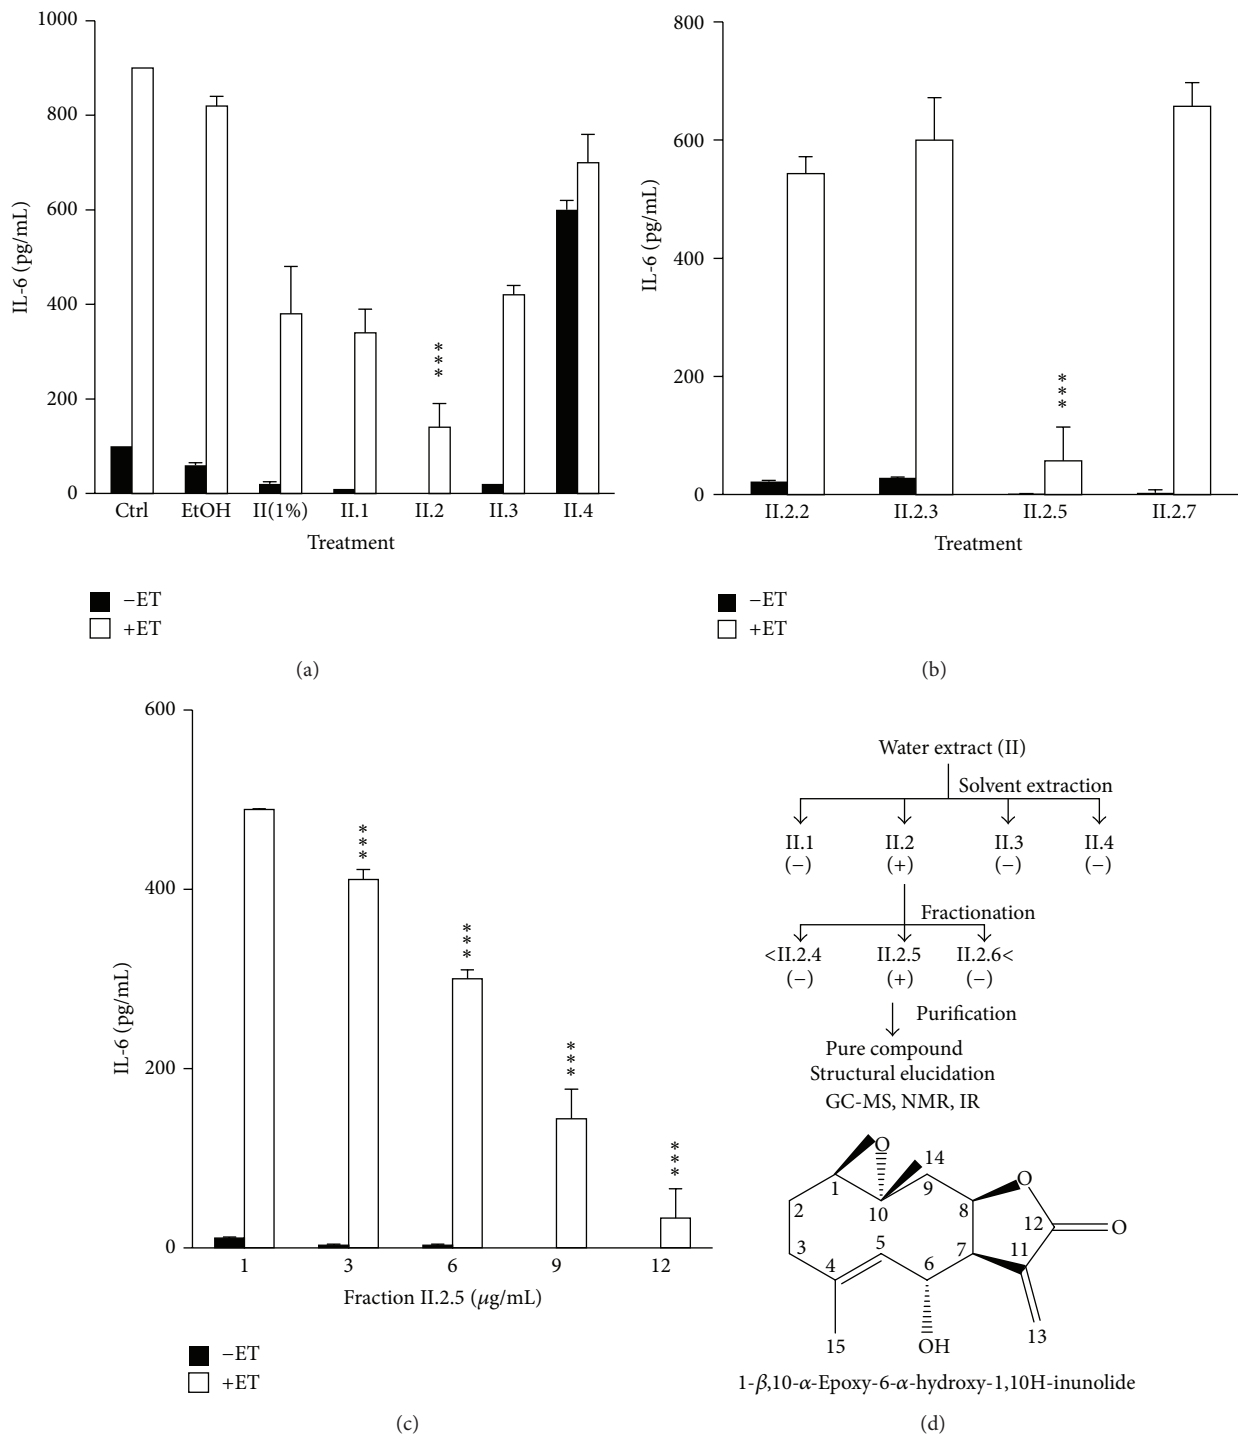 1000
800
600
400
200
0
IL-6 (pg/mL)
***
Ctrl EtOH II(1%) II.1 II.2 II.3 II.4
Treatment
−ET
+ET
(a)
800
600
400
200
0
IL-6 (pg/mL)
***
II.2.2 II.2.3 II.2.5 II.2.7
Treatment
−ET
+ET
(b)
600
400
200
0
IL-6 (pg/mL)
***
***
***
***
1 3 6 9 12
Fraction II.2.5 (μg/mL)
−ET
+ET
(c)
Water extract (II)
Solvent extraction
II.1 II.2 II.3 II.4
(−) (+) (−) (−)
Fractionation
<II.2.4 II.2.5 II.2.6<
(−) (+) (−)
Purification
Pure compound
Structural elucidation
GC-MS, NMR, IR
O 14
1 9 O
2 10 8 12 O
3 5 7 11
4 6
15 OH 13
1-β,10-α-Epoxy-6-α-hydroxy-1,10H-inunolide
(d)